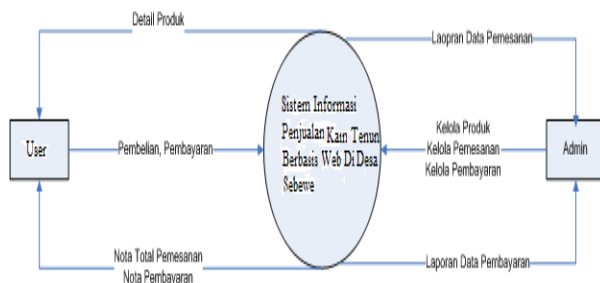 Detail Produk
Laopran Data Pemesanan
Sistem Informasi
Penjualan Kain Tenun
Berbasis Web Di Desa
Sebewe
User
Pembelian, Pembayaran
Kelola Produk
Kelola Pemesanan
Kelola Pembayaran
Admin
Nota Total Pemesanan
Nota Pembayaran
Laporan Data Pembayaran